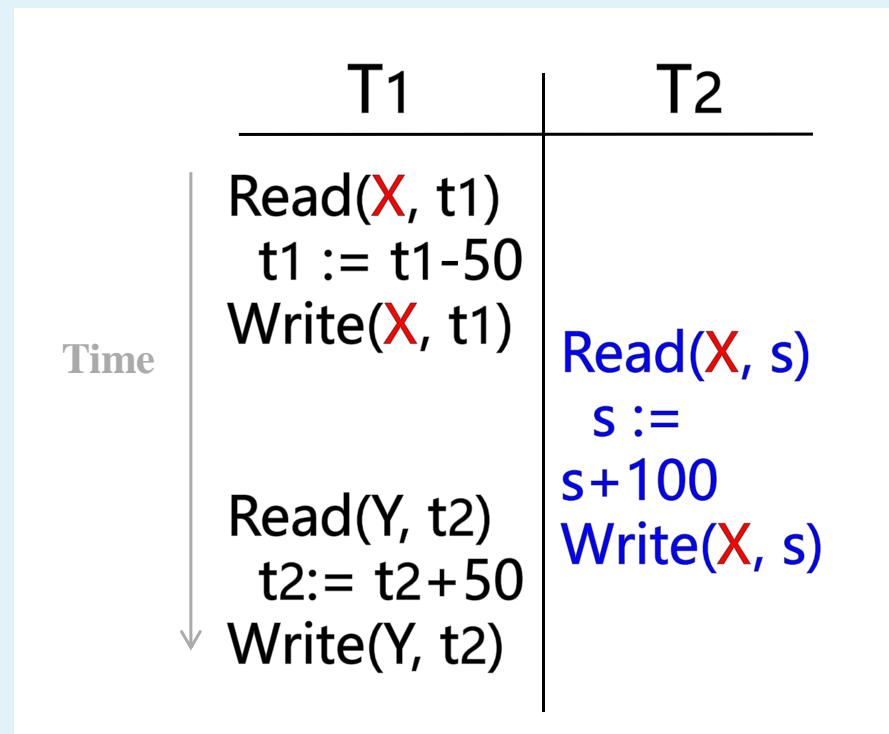 T1
T2
Time
Read(X, t1)
t1 := t1-50
Write(X, t1)
Read(Y, t2)
t2:= t2+50
Write(Y, t2)
Read(X, s)
s :=
s+100
Write(X, s)